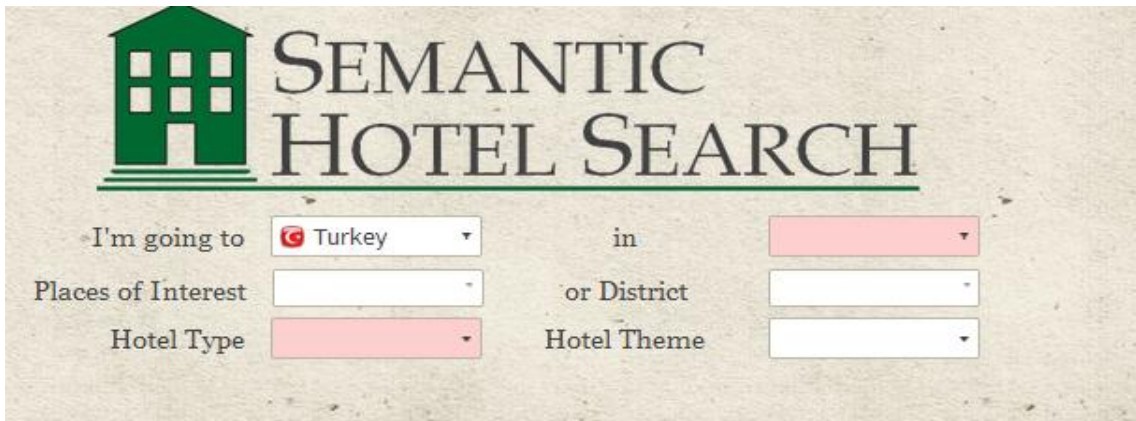 SEMANTIC
HOTEL SEARCH
I'm going to Turkey in
Places of Interest or District
Hotel Type Hotel Theme